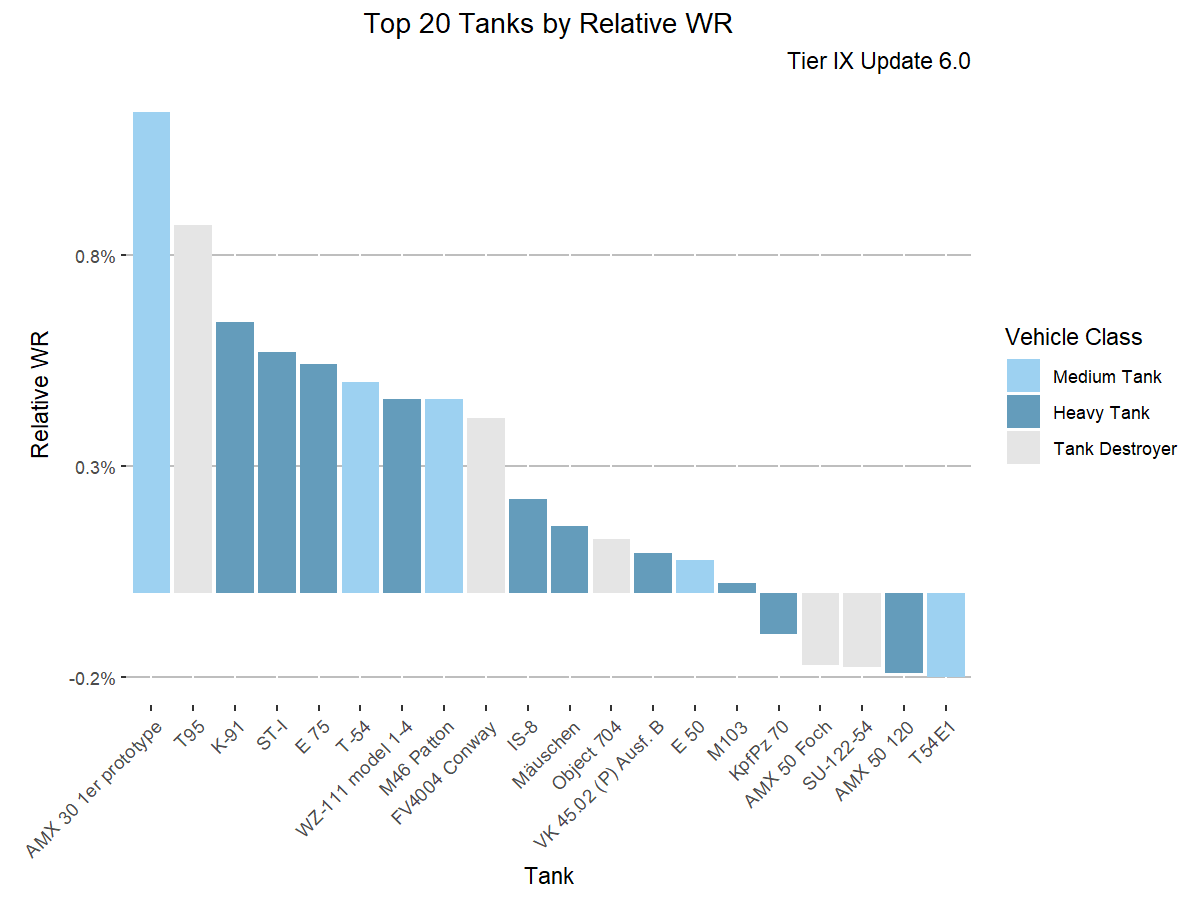 Top 20 Tanks by Relative WR
Tier IX Update 6.0
Relative WR
0.8%
0.3%
-0.2%
AMX 30 1er prototype
T95
K-91
ST-I
E 75
T-54
WZ-111 model 1-4
M46 Patton
FV4004 Conway
IS-8
Mäuschen
Object 704
VK 45.02 (P) Ausf. B
E 50
M103
KpfPz 70
AMX 50 Foch
SU-122-54
AMX 50 120
T54E1
Tank
Vehicle Class
Medium Tank
Heavy Tank
Tank Destroyer